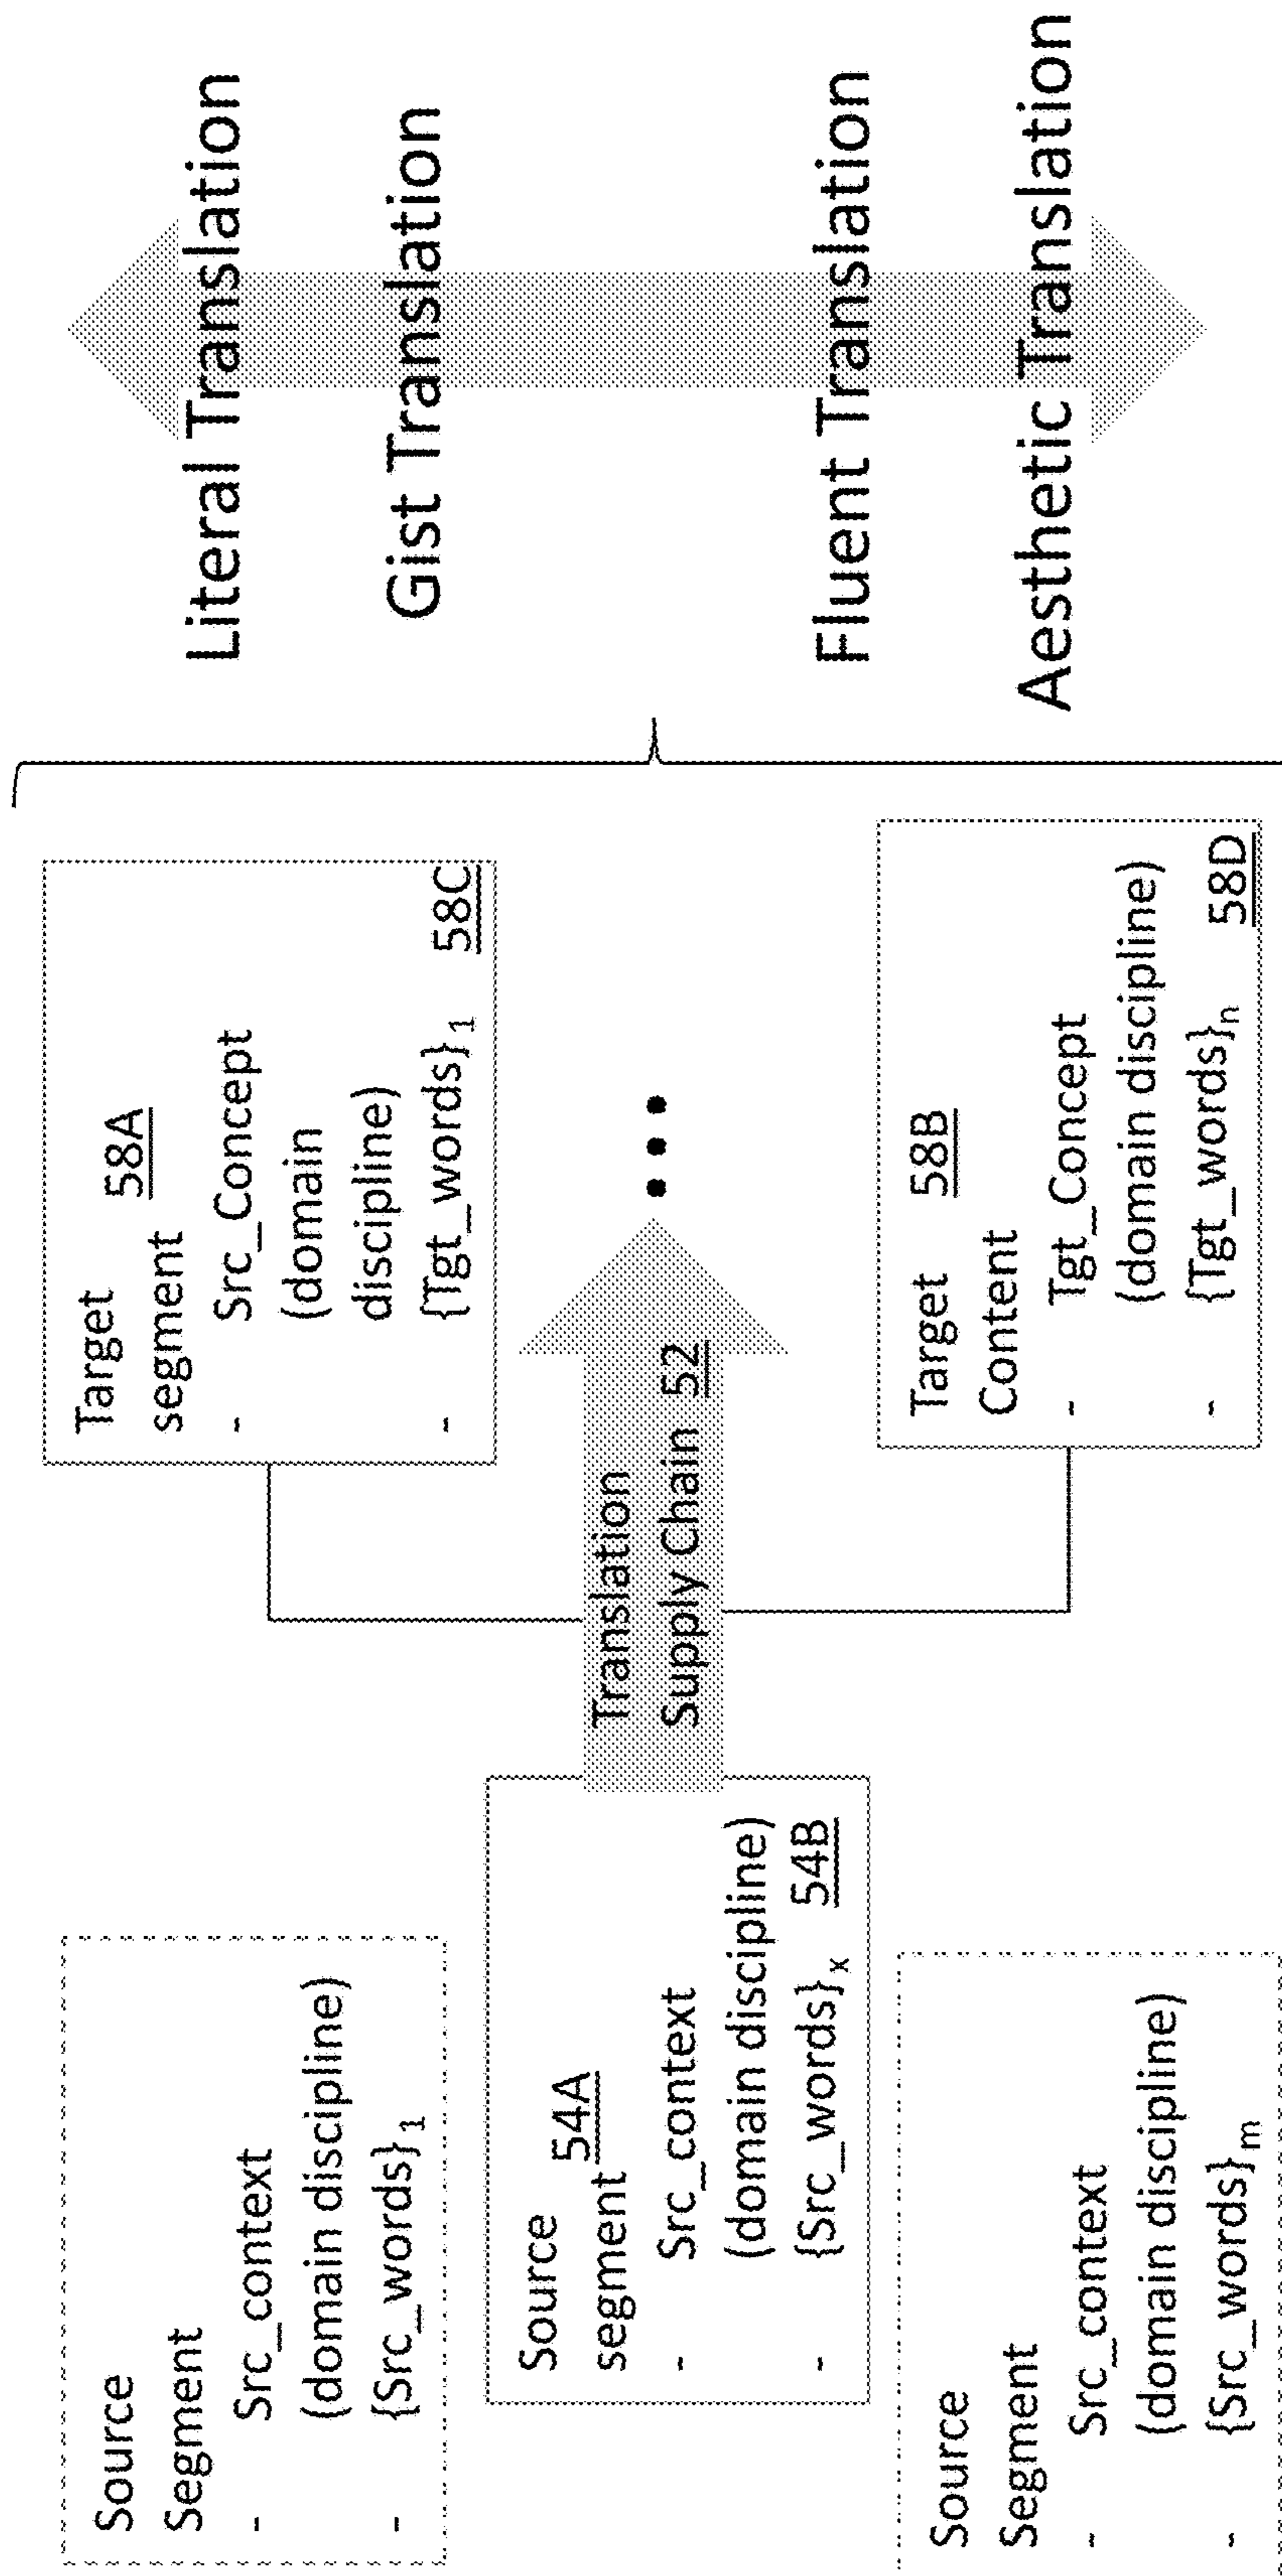 Source
Segment
- Src_context
(domain discipline)
- {Src_words}1
Source 54A
segment
- Src_context
(domain discipline)
- {Src_words}x 54B
Source
Segment
- Src_context
(domain discipline)
- {Src_words}m
Translation
Supply Chain 52
Target 58A
segment
- Src_Concept
(domain
discipline)
- {Tgt_words}1 58C
• • •
Target 58B
Content
- Tgt_Concept
(domain discipline)
- {Tgt_words}n 58D
Literal Translation
Gist Translation
Fluent Translation
Aesthetic Translation